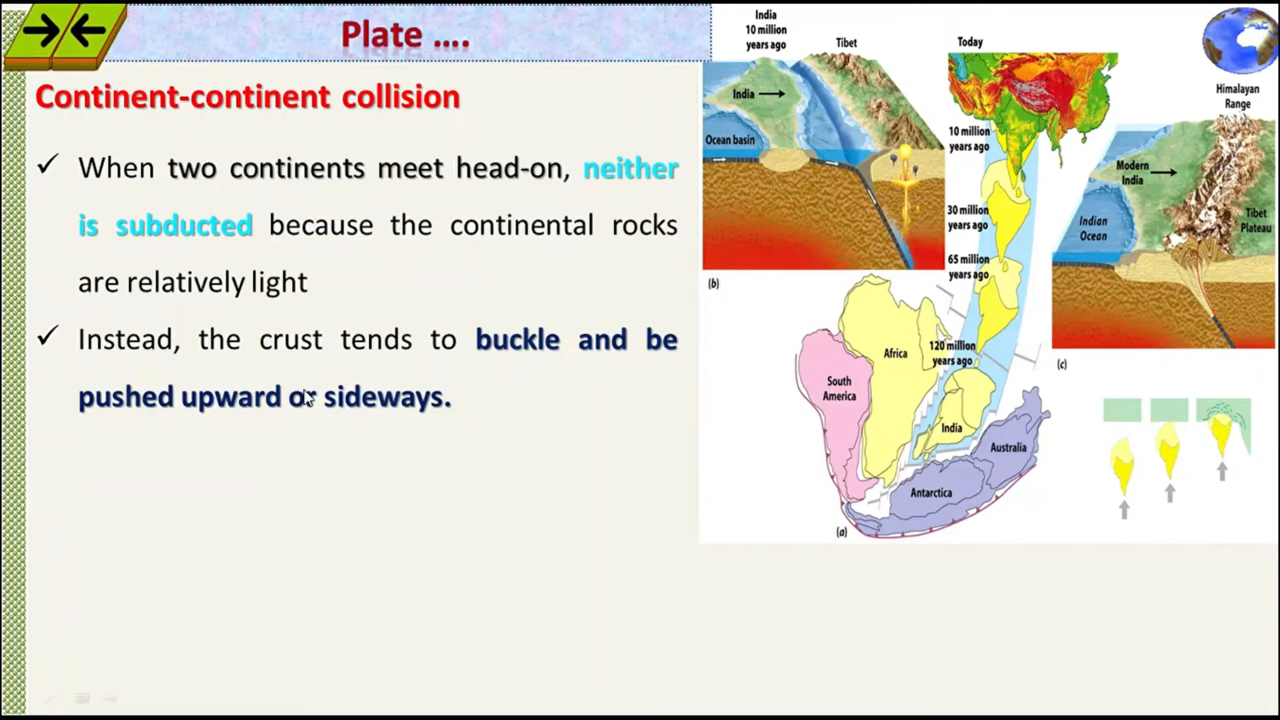 Plate ....
Continent-continent collision
✓ When two continents meet head-on, neither
is subducted because the continental rocks
are relatively light
✓ Instead, the crust tends to buckle and be
pushed upward or sideways.
India
10 million
years ago
Tibet
India
Ocean basin
(b)
Today
10 million
years ago
30 million
years ago
65 million
years ago
120 million
years ago
Africa
South
America
India
Australia
Antarctica
(a)
Himalayan
Range
Modern
India
Indian
Ocean
Tibet
Plateau
(c)